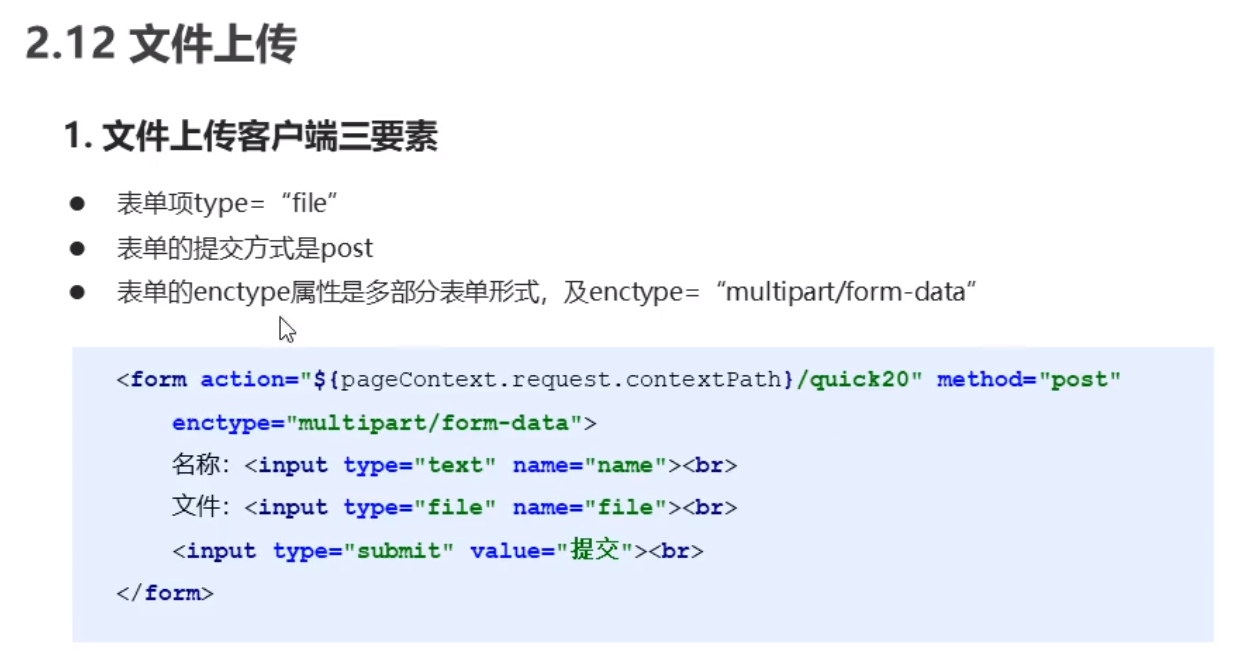 2.12 文件上传
1. 文件上传客户端三要素
● 表单项type=“file”
● 表单的提交方式是post
● 表单的enctype属性是多部分表单形式，及enctype=“multipart/form-data”
<form action="${pageContext.request.contextPath}/quick20" method="post"
enctype="multipart/form-data">
名称：<input type="text" name="name"><br>
文件：<input type="file" name="file"><br>
<input type="submit" value="提交"><br>
</form>